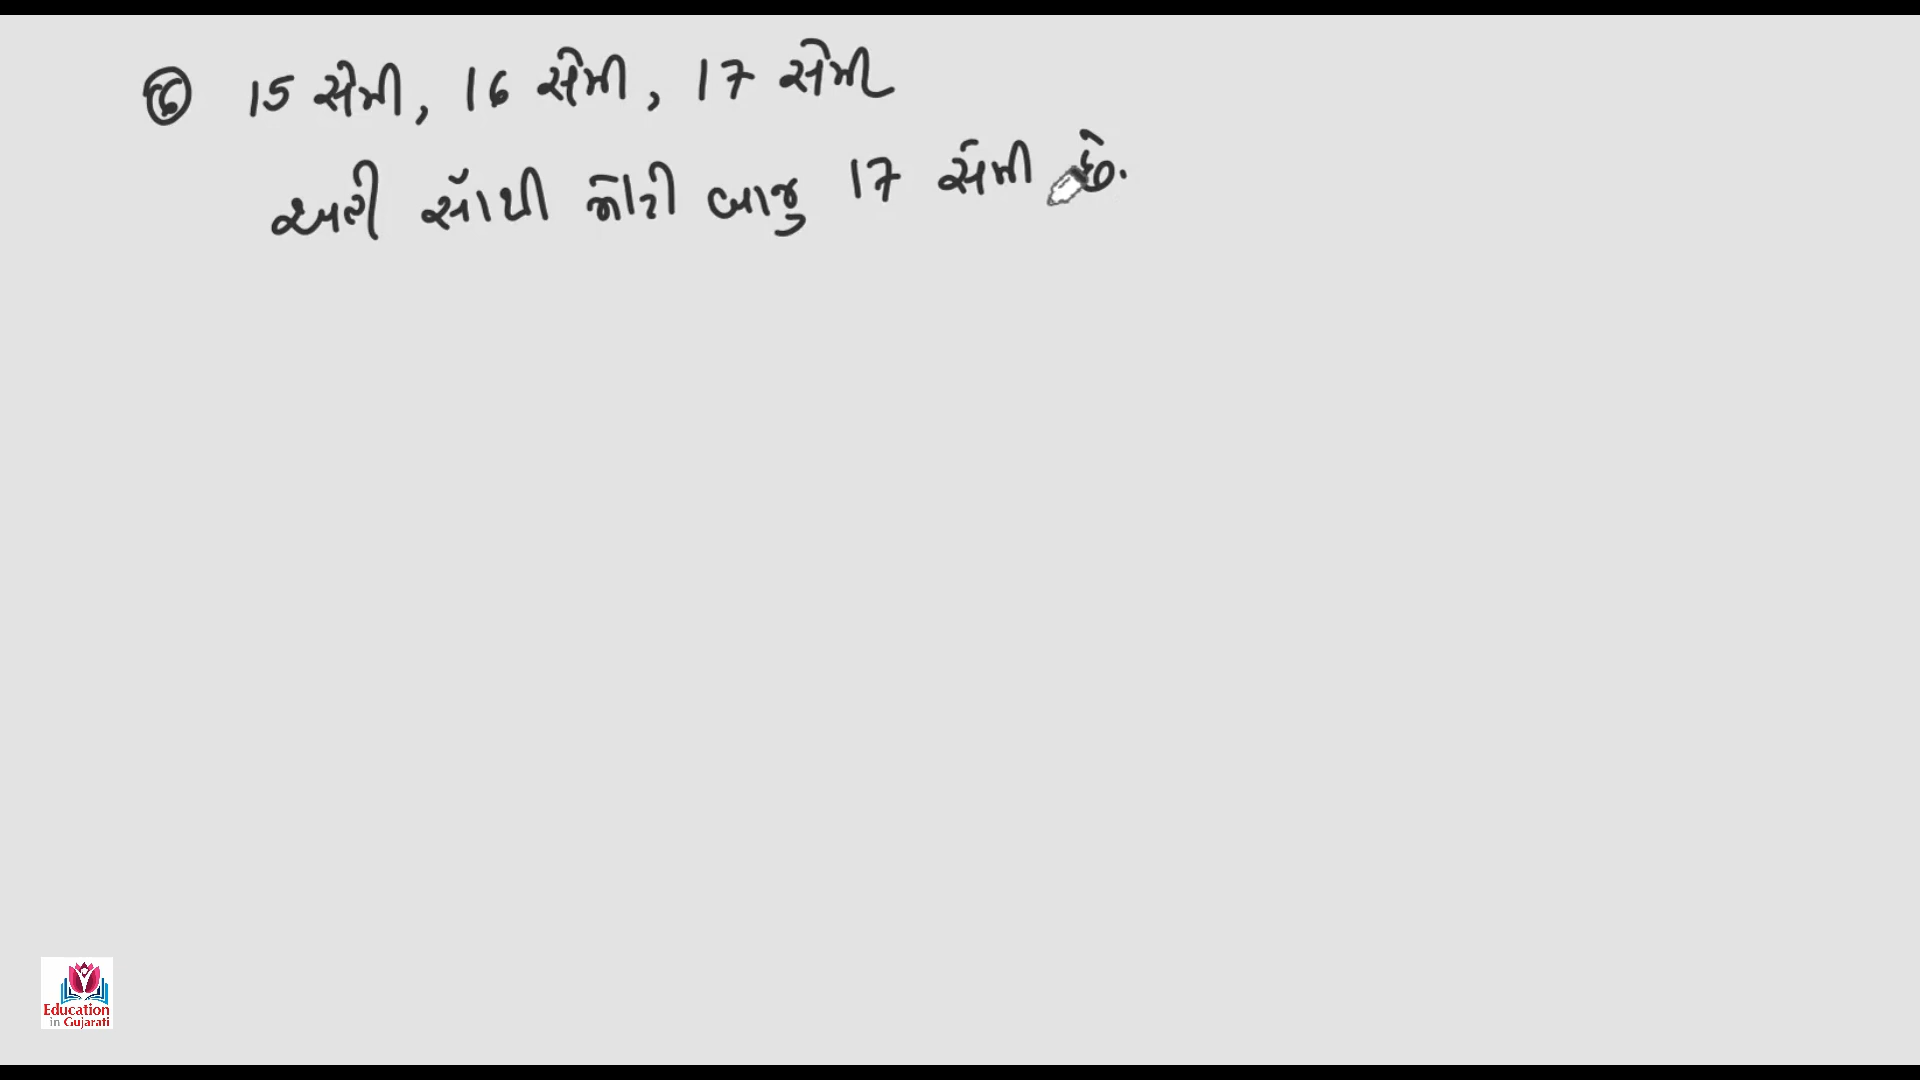 ⑥ 15 સેમી, 16 સેમી, 17 સેમી
અહીં સૌથી મોટી બાજુ 17 સેમી છે.
Education
in Gujarati